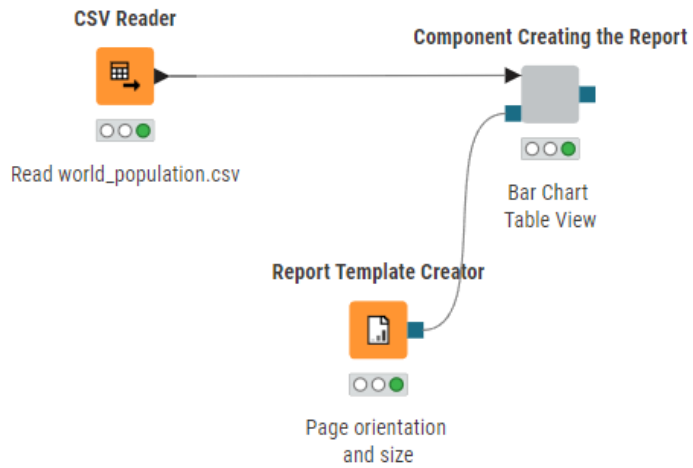 CSV Reader
Read world_population.csv
Component Creating the Report
Bar Chart
Table View
Report Template Creator
Page orientation
and size